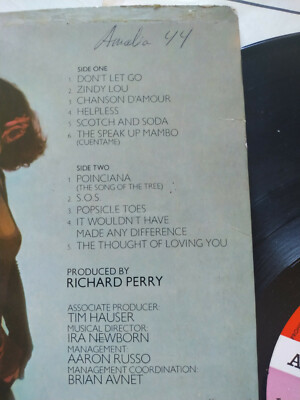 Amalia 44
SIDE ONE
1. DON'T LET GO
2. ZINDY LOU
3. CHANSON D'AMOUR
4. HELPLESS
5. SCOTCH AND SODA
6. THE SPEAK UP MAMBO
(CUENTAME)
SIDE TWO
1. POINCIANA
(THE SONG OF THE TREE)
2. S.O.S.
3. POPSICLE TOES
4. IT WOULDN'T HAVE
MADE ANY DIFFERENCE
5. THE THOUGHT OF LOVING YOU
PRODUCED BY
RICHARD PERRY
ASSOCIATE PRODUCER:
TIM HAUSER
MUSICAL DIRECTOR:
IRA NEWBORN
MANAGEMENT
AARON RUSSO
MANAGEMENT COORDINATION:
BRIAN AVNET
A